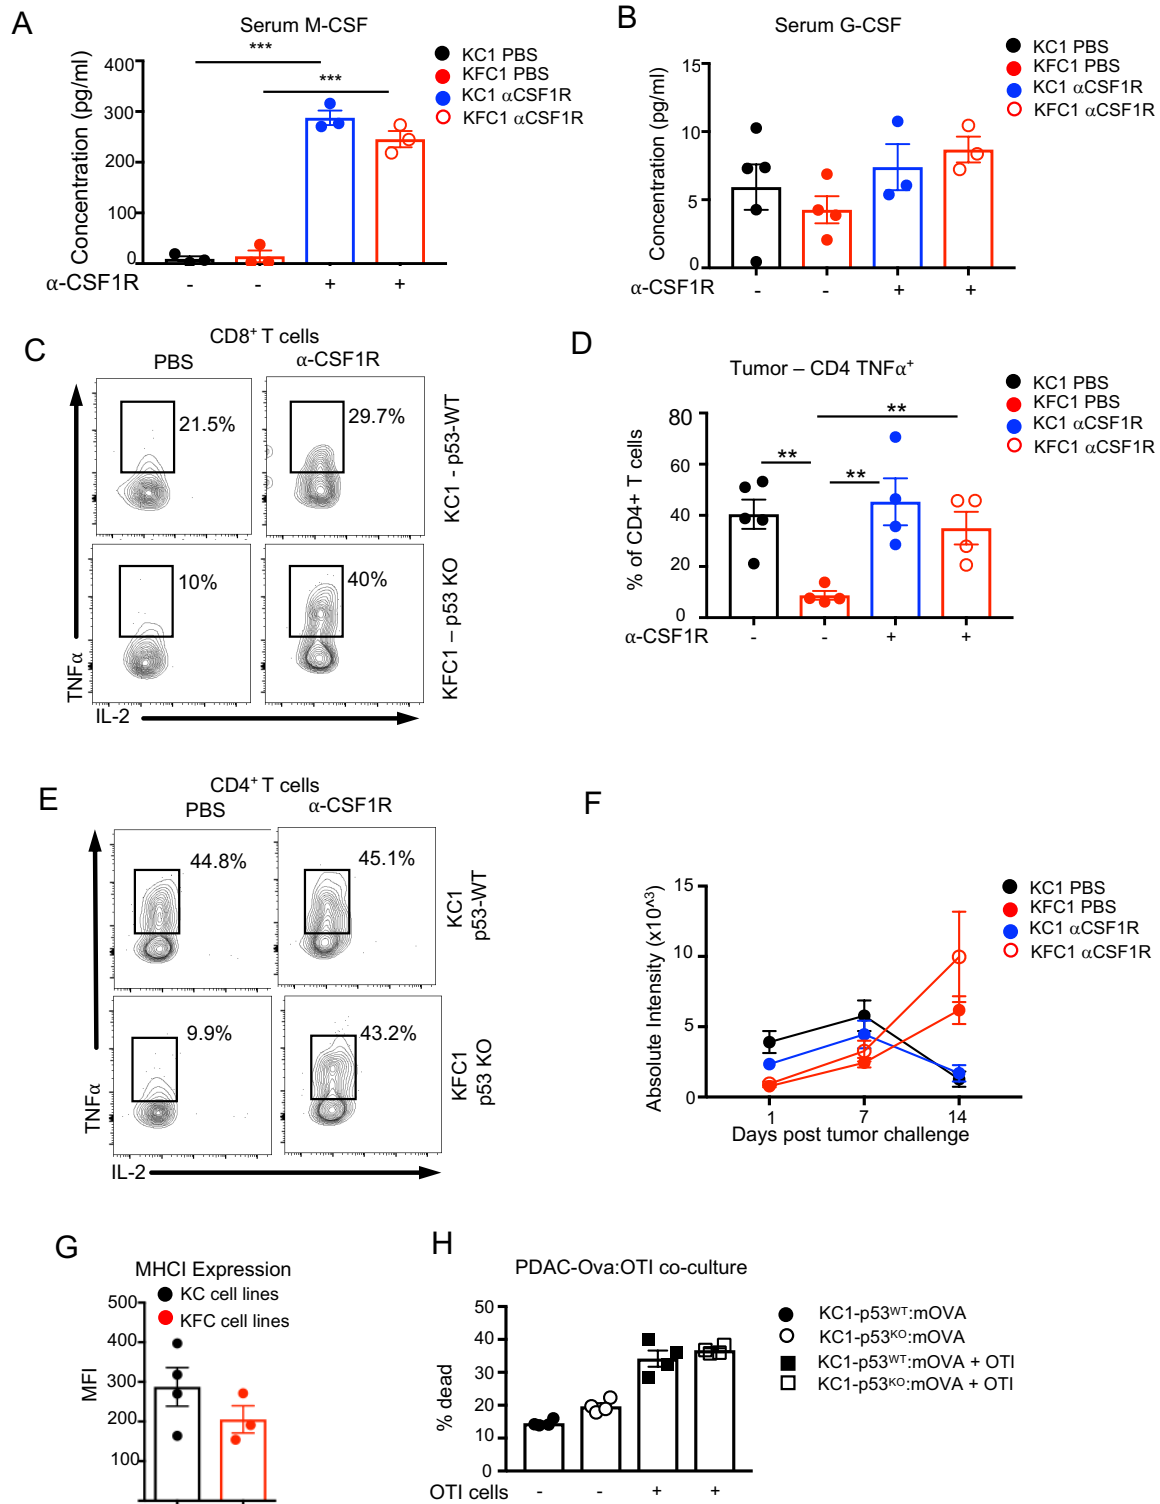 A
Serum M-CSF
Concentration (pg/ml)
400
300
200
100
0
***
***
KC1 PBS
KFC1 PBS
KC1 αCSF1R
KFC1 αCSF1R
α-CSF1R - - + +
B
Serum G-CSF
Concentration (pg/ml)
15
10
5
0
KC1 PBS
KFC1 PBS
KC1 αCSF1R
KFC1 αCSF1R
α-CSF1R - - + +
C
CD8⁺ T cells
PBS α-CSF1R
21.5% 29.7%
KC1 - p53-WT
10% 40%
KFC1 – p53 KO
TNFα
IL-2
D
Tumor – CD4 TNFα⁺
% of CD4+ T cells
80
60
40
20
0
**
**
**
KC1 PBS
KFC1 PBS
KC1 αCSF1R
KFC1 αCSF1R
α-CSF1R - - + +
E
CD4⁺ T cells
PBS α-CSF1R
44.8% 45.1%
KC1
p53-WT
9.9% 43.2%
KFC1
p53 KO
TNFα
IL-2
F
Absolute Intensity (x10^3)
15
10
5
0
1 7 14
Days post tumor challenge
KC1 PBS
KFC1 PBS
KC1 αCSF1R
KFC1 αCSF1R
G
MHCI Expression
KC cell lines
KFC cell lines
MFI
500
400
300
200
100
H
PDAC-Ova:OTI co-culture
% dead
50
40
30
20
10
0
OTI cells - - + +
KC1-p53ᵂᵀ:mOVA
KC1-p53ᴷᴼ:mOVA
KC1-p53ᵂᵀ:mOVA + OTI
KC1-p53ᴷᴼ:mOVA + OTI